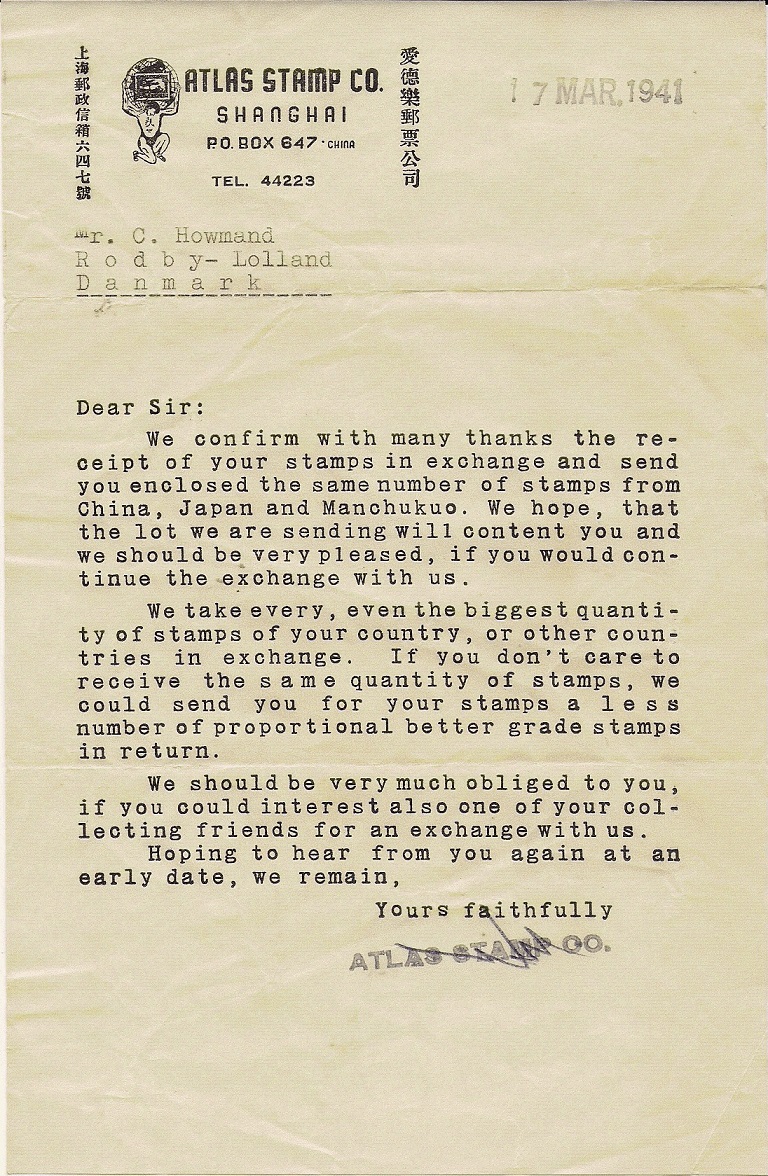 上海郵政信箱六四七號
ATLAS STAMP CO.
SHANGHAI
P.O. BOX 647 · CHINA
TEL. 44223
愛德樂郵票公司
17 MAR. 1941
Mr. C. Howmand
Rodby- Lolland
Danmark
Dear Sir:
We confirm with many thanks the re-
ceipt of your stamps in exchange and send
you enclosed the same number of stamps from
China, Japan and Manchukuo. We hope, that
the lot we are sending will content you and
we should be very pleased, if you would con-
tinue the exchange with us.
We take every, even the biggest quanti-
ty of stamps of your country, or other coun-
tries in exchange. If you don't care to
receive the same quantity of stamps, we
could send you for your stamps a less
number of proportional better grade stamps
in return.
We should be very much obliged to you,
if you could interest also one of your col-
lecting friends for an exchange with us.
Hoping to hear from you again at an
early date, we remain,
Yours faithfully
ATLAS STAMP CO.